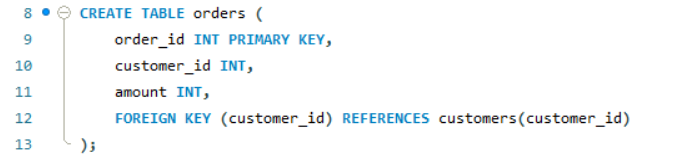 8 CREATE TABLE orders (
9 order_id INT PRIMARY KEY,
10 customer_id INT,
11 amount INT,
12 FOREIGN KEY (customer_id) REFERENCES customers(customer_id)
13 );